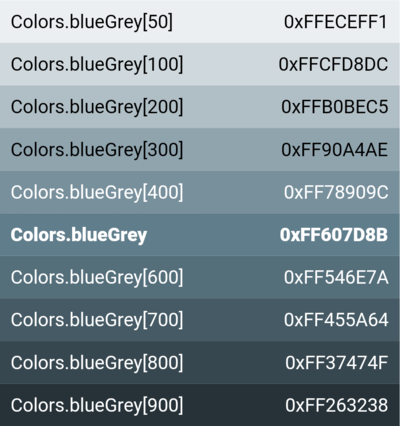 Colors.blueGrey[50] 0xFFECEFF1
Colors.blueGrey[100] 0xFFCFD8DC
Colors.blueGrey[200] 0xFFB0BEC5
Colors.blueGrey[300] 0xFF90A4AE
Colors.blueGrey[400] 0xFF78909C
Colors.blueGrey 0xFF607D8B
Colors.blueGrey[600] 0xFF546E7A
Colors.blueGrey[700] 0xFF455A64
Colors.blueGrey[800] 0xFF37474F
Colors.blueGrey[900] 0xFF263238